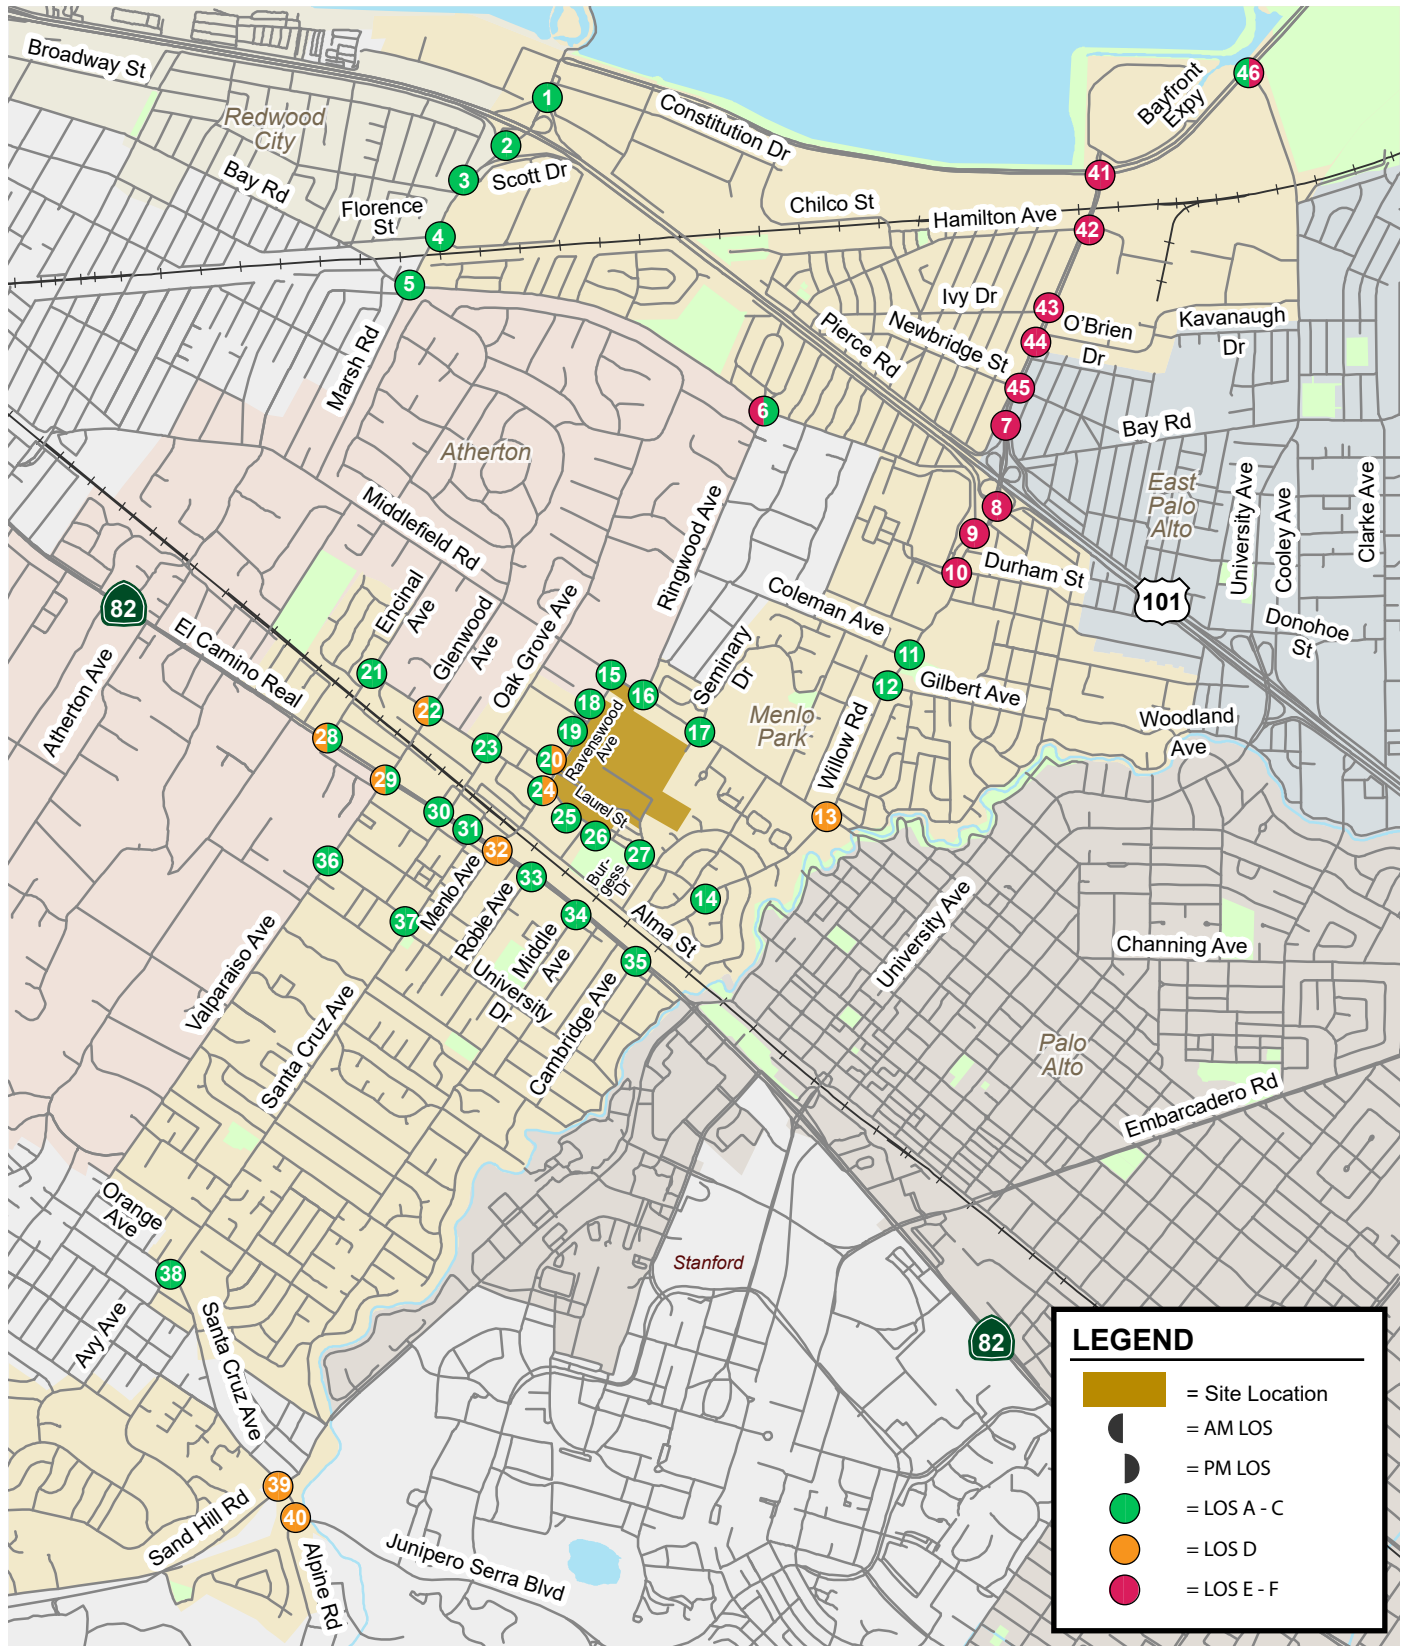 Broadway St
Redwood
City
Bay Rd
Florence
St
Scott Dr
Constitution Dr
Chilco St
Hamilton Ave
Bayfront
Expy
Ivy Dr
Newbridge St
O'Brien
Dr
Kavanaugh
Dr
Pierce Rd
Marsh Rd
Atherton
Bay Rd
East
Palo
Alto
University Ave
Cooley Ave
Clarke Ave
Middlefield Rd
Ringwood Ave
Durham St
101
Donohoe
St
82
El Camino Real
Encinal
Ave
Glenwood
Ave
Oak Grove Ave
Coleman Ave
Seminary
Dr
Gilbert Ave
Menlo
Park
Willow Rd
Woodland
Ave
Atherton Ave
Ravenswood
Ave
Laurel St
Bur-
gess
Dr
Alma St
Menlo Ave
Roble Ave
Middle
Ave
University
Dr
Cambridge Ave
Valparaiso Ave
Santa Cruz Ave
University Ave
Channing Ave
Palo
Alto
Embarcadero Rd
Orange
Ave
Avy Ave
Santa Cruz Ave
Stanford
82
Sand Hill Rd
Alpine Rd
Junipero Serra Blvd
1
2
3
4
5
6
7
8
9
10
11
12
13
14
15
16
17
18
19
20
21
22
23
24
25
26
27
28
29
30
31
32
33
34
35
36
37
38
39
40
41
42
43
44
45
46
LEGEND
= Site Location
= AM LOS
= PM LOS
= LOS A - C
= LOS D
= LOS E - F